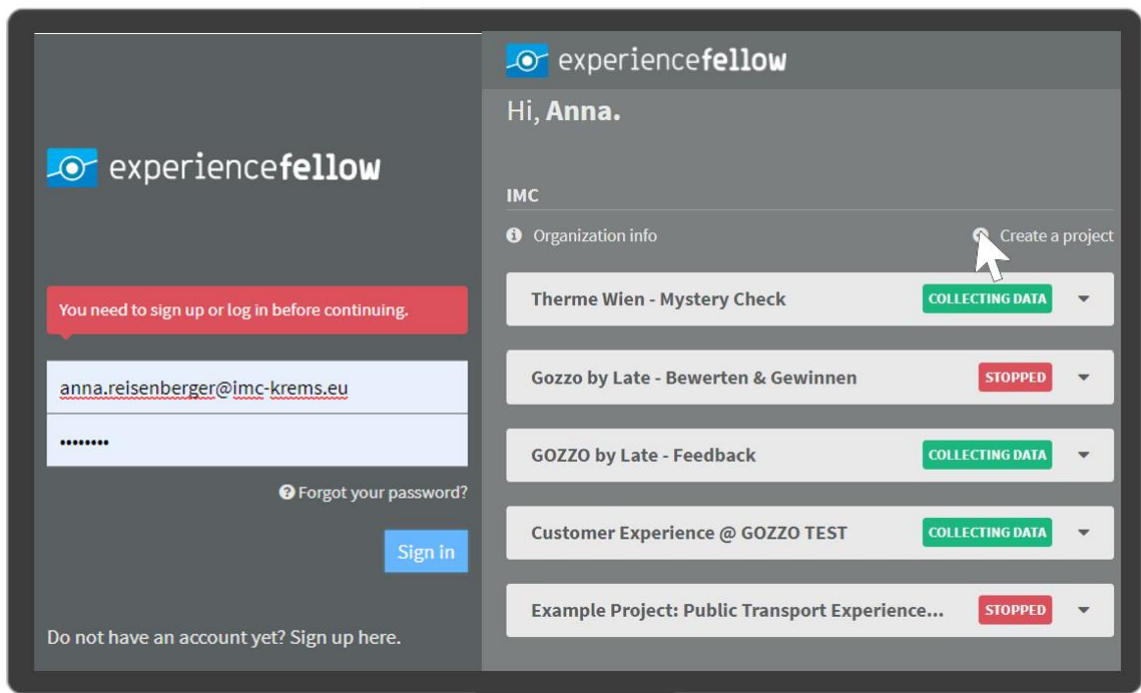 experiencefellow
You need to sign up or log in before continuing.
anna.reisenberger@imc-krems.eu
••••••••
Forgot your password?
Sign in
Do not have an account yet? Sign up here.
experiencefellow
Hi, Anna.
IMC
Organization info
Create a project
Therme Wien - Mystery Check COLLECTING DATA
Gozzo by Late - Bewerten & Gewinnen STOPPED
GOZZO by Late - Feedback COLLECTING DATA
Customer Experience @ GOZZO TEST COLLECTING DATA
Example Project: Public Transport Experience... STOPPED